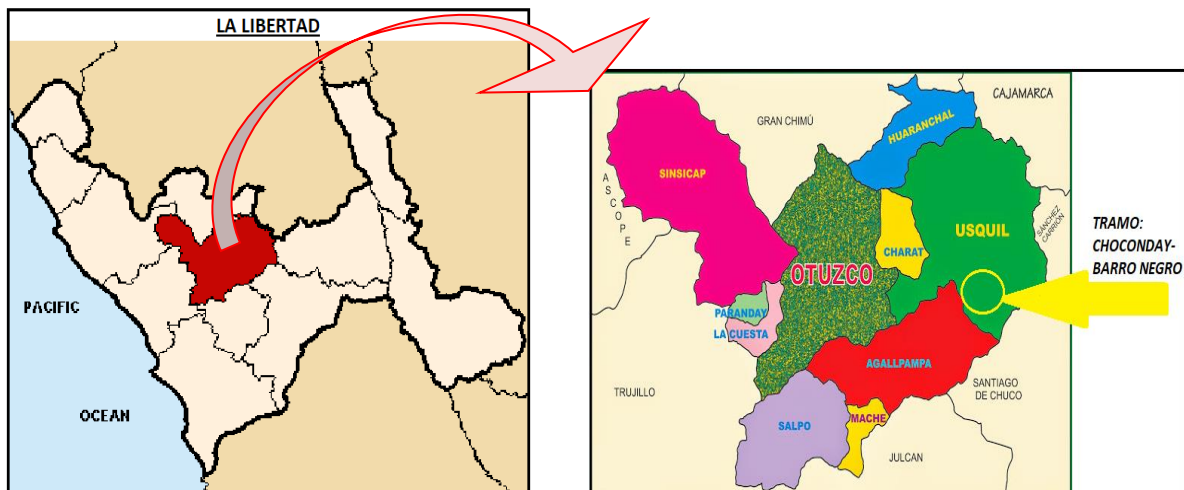 LA LIBERTAD
PACIFIC
OCEAN
CAJAMARCA
GRAN CHIMÚ
HUARANCHAL
SINSICAP
ASCOPE
USQUIL
SÁNCHEZ
CARRIÓN
CHARAT
OTUZCO
PARANDAY
LA CUESTA
AGALLPAMPA
TRUJILLO
SANTIAGO
DE CHUCO
MACHE
SALPO
JULCAN
TRAMO:
CHOCONDAY-
BARRO NEGRO